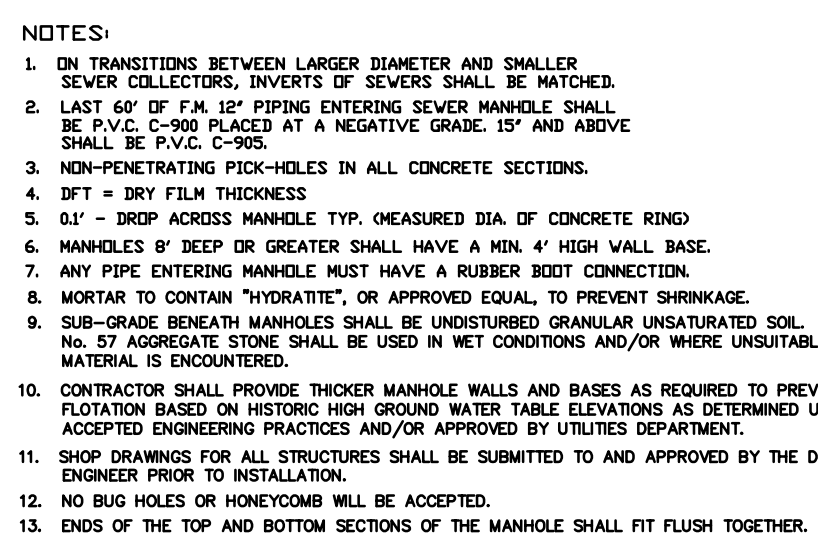 NOTES:
1. ON TRANSITIONS BETWEEN LARGER DIAMETER AND SMALLER
SEWER COLLECTORS, INVERTS OF SEWERS SHALL BE MATCHED.
2. LAST 60' OF F.M. 12" PIPING ENTERING SEWER MANHOLE SHALL
BE P.V.C. C-900 PLACED AT A NEGATIVE GRADE. 15" AND ABOVE
SHALL BE P.V.C. C-905.
3. NON-PENETRATING PICK-HOLES IN ALL CONCRETE SECTIONS.
4. DFT = DRY FILM THICKNESS
5. 0.1' - DROP ACROSS MANHOLE TYP. (MEASURED DIA. OF CONCRETE RING)
6. MANHOLES 8' DEEP OR GREATER SHALL HAVE A MIN. 4' HIGH WALL BASE.
7. ANY PIPE ENTERING MANHOLE MUST HAVE A RUBBER BOOT CONNECTION.
8. MORTAR TO CONTAIN "HYDRATITE", OR APPROVED EQUAL, TO PREVENT SHRINKAGE.
9. SUB-GRADE BENEATH MANHOLES SHALL BE UNDISTURBED GRANULAR UNSATURATED SOIL.
No. 57 AGGREGATE STONE SHALL BE USED IN WET CONDITIONS AND/OR WHERE UNSUITABL
MATERIAL IS ENCOUNTERED.
10. CONTRACTOR SHALL PROVIDE THICKER MANHOLE WALLS AND BASES AS REQUIRED TO PREV
FLOTATION BASED ON HISTORIC HIGH GROUND WATER TABLE ELEVATIONS AS DETERMINED U
ACCEPTED ENGINEERING PRACTICES AND/OR APPROVED BY UTILITIES DEPARTMENT.
11. SHOP DRAWINGS FOR ALL STRUCTURES SHALL BE SUBMITTED TO AND APPROVED BY THE D
ENGINEER PRIOR TO INSTALLATION.
12. NO BUG HOLES OR HONEYCOMB WILL BE ACCEPTED.
13. ENDS OF THE TOP AND BOTTOM SECTIONS OF THE MANHOLE SHALL FIT FLUSH TOGETHER.